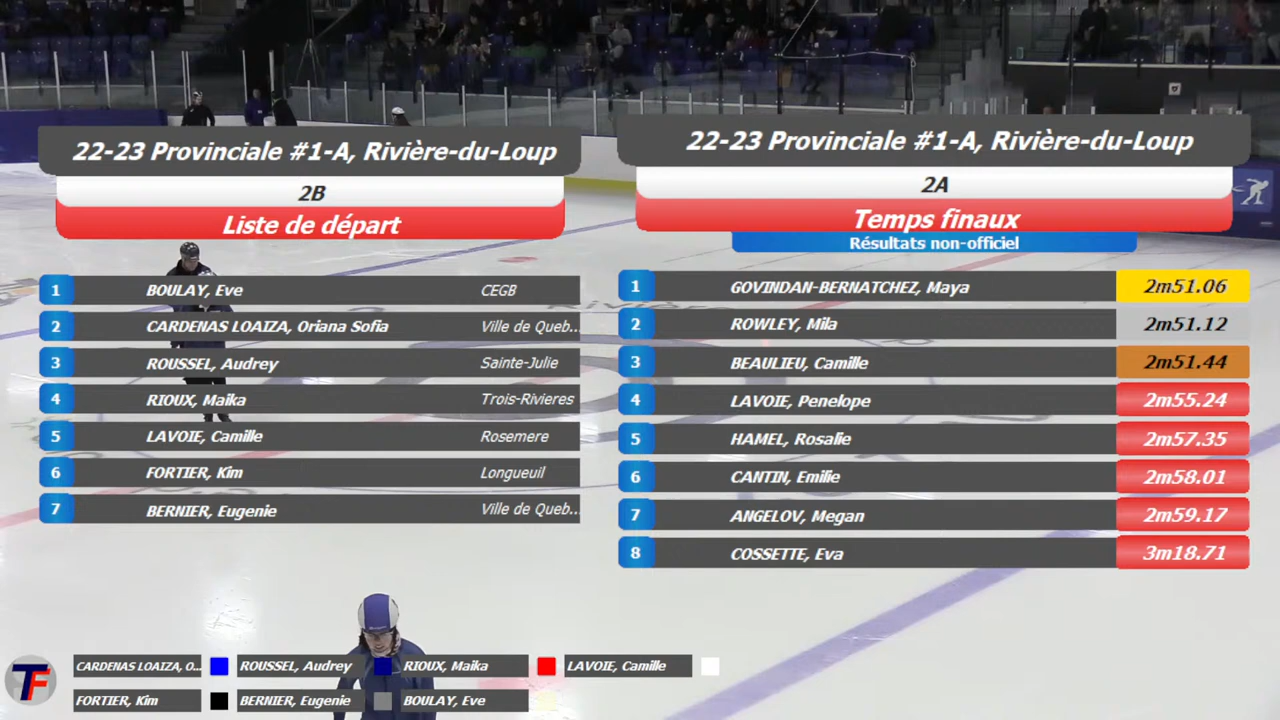 22-23 Provinciale #1-A, Rivière-du-Loup
2B
Liste de départ
1 BOULAY, Eve CEGB
2 CARDENAS LOAIZA, Oriana Sofia Ville de Queb...
3 ROUSSEL, Audrey Sainte-Julie
4 RIOUX, Maika Trois-Rivieres
5 LAVOIE, Camille Rosemere
6 FORTIER, Kim Longueuil
7 BERNIER, Eugenie Ville de Queb...
22-23 Provinciale #1-A, Rivière-du-Loup
2A
Temps finaux
Résultats non-officiel
1 GOVINDAN-BERNATCHEZ, Maya 2m51.06
2 ROWLEY, Mila 2m51.12
3 BEAULIEU, Camille 2m51.44
4 LAVOIE, Penelope 2m55.24
5 HAMEL, Rosalie 2m57.35
6 CANTIN, Emilie 2m58.01
7 ANGELOV, Megan 2m59.17
8 COSSETTE, Eva 3m18.71
TF
CARDENAS LOAIZA, O... ROUSSEL, Audrey RIOUX, Maika LAVOIE, Camille
FORTIER, Kim BERNIER, Eugenie BOULAY, Eve